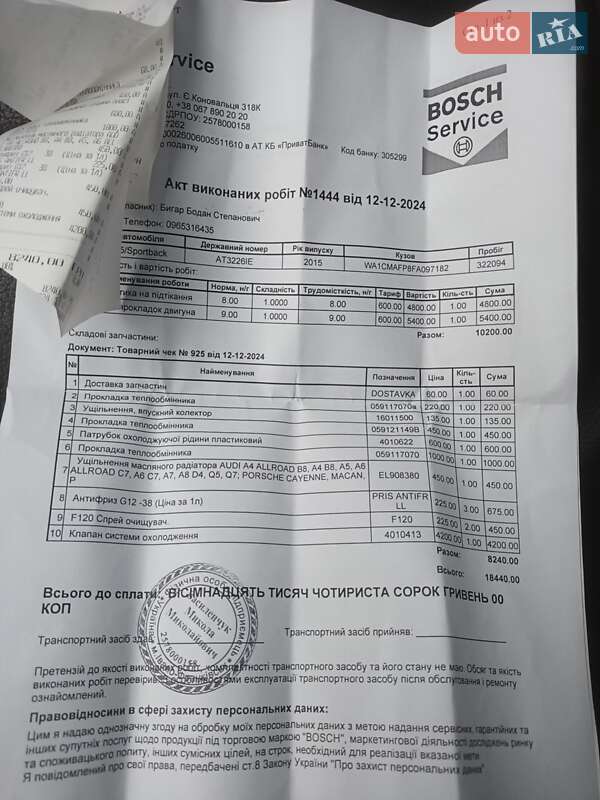 auto RIA .com
rvice
ул. Є.Коновальця 318К
+38 067 890 20 20
ДРПОУ: 2578000158
7262
00026006005511610 в АТ КБ „ПриватБанк" Код банку: 305299
о податку
BOSCH
Service
Акт виконаних робіт №1444 від 12-12-2024
Бигар Бодан Степанович
Телефон: 0965316435
автомобіля Державний номер Рік випуску Кузов Пробіг
/Sportback AT3226IE 2015 WA1CMAFP8FA097182 322094
ість і вартість робіт:
менування роботи Норма, н/г Складність Трудомісткість, н/г Тариф Вартість Кіль-сть Сума
тика на підтікання 8.00 1.0000 8.00 600.00 4800.00 1.00 4800.00
прокладок двигуна 9.00 1.0000 9.00 600.00 5400.00 1.00 5400.00
Разом: 10200.00
Складові запчастини:
Документ: Товарний чек № 925 від 12-12-2024
№ Найменування Позначення Ціна Кіль-сть Сума
1 Доставка запчастин DOSTAVKA 60.00 1.00 60.00
2 Прокладка теплообмінника 059117070в 220.00 1.00 220.00
3 Ущільнення, впускний колектор 16011500 135.00 1.00 135.00
4 Прокладка теплообмінника 059121149B 450.00 1.00 450.00
5 Патрубок охолоджуючої рідини пластиковий 4010622 600.00 1.00 600.00
6 Прокладка теплообмінника 059117070 1000.00 1.00 1000.00
7 Ущільнення масляного радіатора AUDI A4 ALLROAD B8, A4 B8, A5, A6
ALLROAD C7, A6 C7, A7, A8 D4, Q5, Q7; PORSCHE CAYENNE, MACAN, EL908380 450.00 1.00 450.00
P
8 Антифриз G12 -38 (Ціна за 1л) PRIS ANTIFR 225.00 3.00 675.00
LL
9 F120 Спрей очищувач. F120 225.00 2.00 450.00
10 Клапан системи охолодження 4010413 4200.00 1.00 4200.00
Разом: 8240.00
Всього: 18440.00
Всього до сплати: ВІСІМНАДЦЯТЬ ТИСЯЧ ЧОТИРИСТА СОРОК ГРИВЕНЬ 00
КОП
Василенчук
Микола
Миколайович
2578000158
Транспортний засіб здав Транспортний засіб прийняв:
Претензій до якості виконаних робіт, комплектності транспортного засобу та його стану не маю. Обсяг та якість
виконаних робіт перевірив, з особливостями експлуатації транспортного засобу після обслуговування і ремонту
ознайомлений.
Правовідносини в сфері захисту персональних даних:
Цим я надаю однозначну згоду на обробку моїх персональних даних з метою надання сервісних, гарантійних та
інших супутніх послуг щодо продукції під торговою маркою "BOSCH", маркетингової діяльності досліджень ринку
та споживацького попиту, інших сумісних цілей, на строк, необхідний для реалізації вказаної мети.
Я повідомлений про свої права, передбачені ст.8 Закону України "Про захист персональних даних".